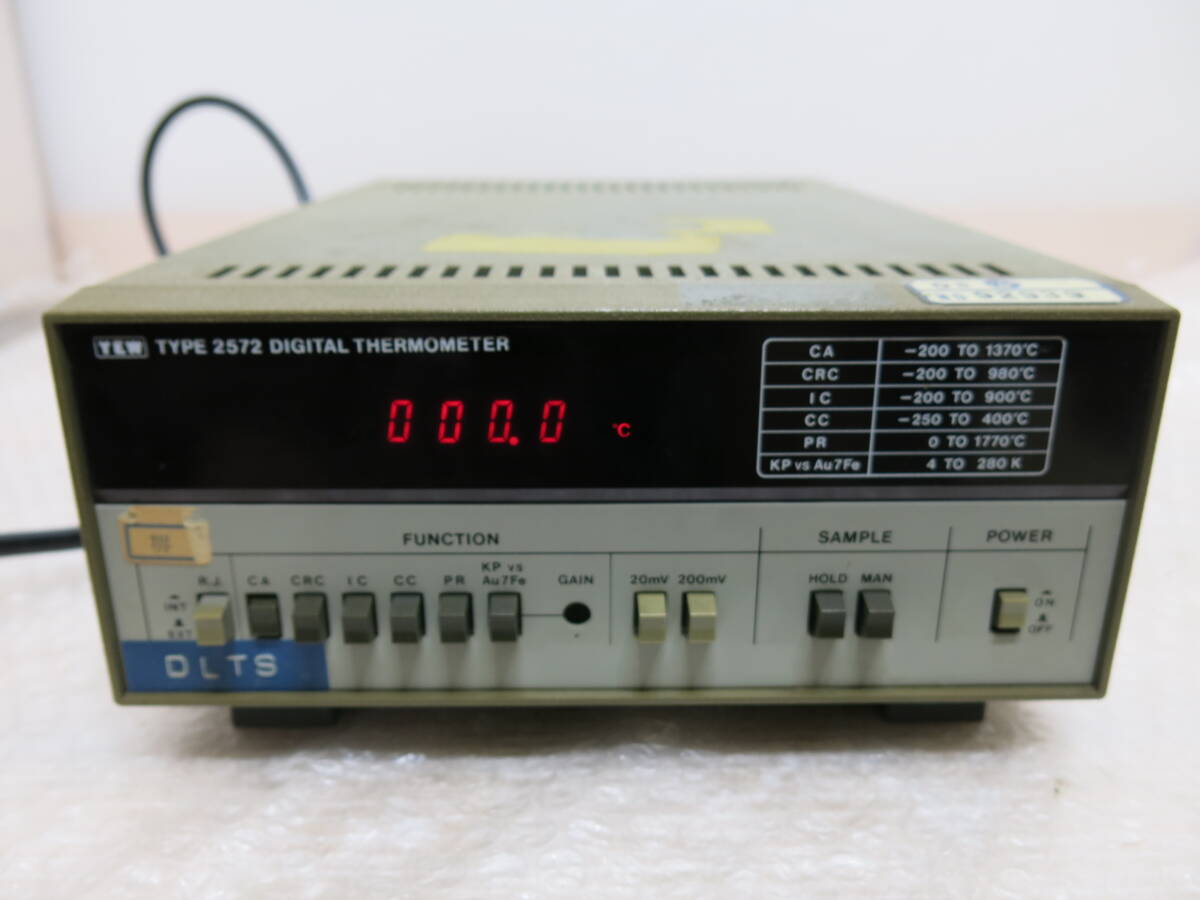 YEW TYPE 2572 DIGITAL THERMOMETER
000.0 °C
CA -200 TO 1370°C
CRC -200 TO 980°C
IC -200 TO 900°C
CC -250 TO 400°C
PR 0 TO 1770°C
KP vs Au7Fe 4 TO 280 K
FUNCTION
SAMPLE
POWER
R.J.
INT
EXT
CA
CRC
IC
CC
PR
KP vs
Au7Fe
GAIN
20mV
200mV
HOLD
MAN
ON
OFF
DLTS